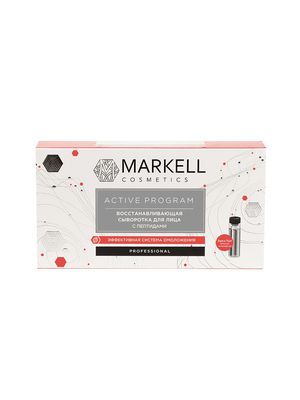 MARKELL
COSMETICS
ACTIVE PROGRAM
ВОССТАНАВЛИВАЮЩАЯ
СЫВОРОТКА ДЛЯ ЛИЦА
С ПЕПТИДАМИ
ЭФФЕКТИВНАЯ СИСТЕМА ОМОЛОЖЕНИЯ
PROFESSIONAL